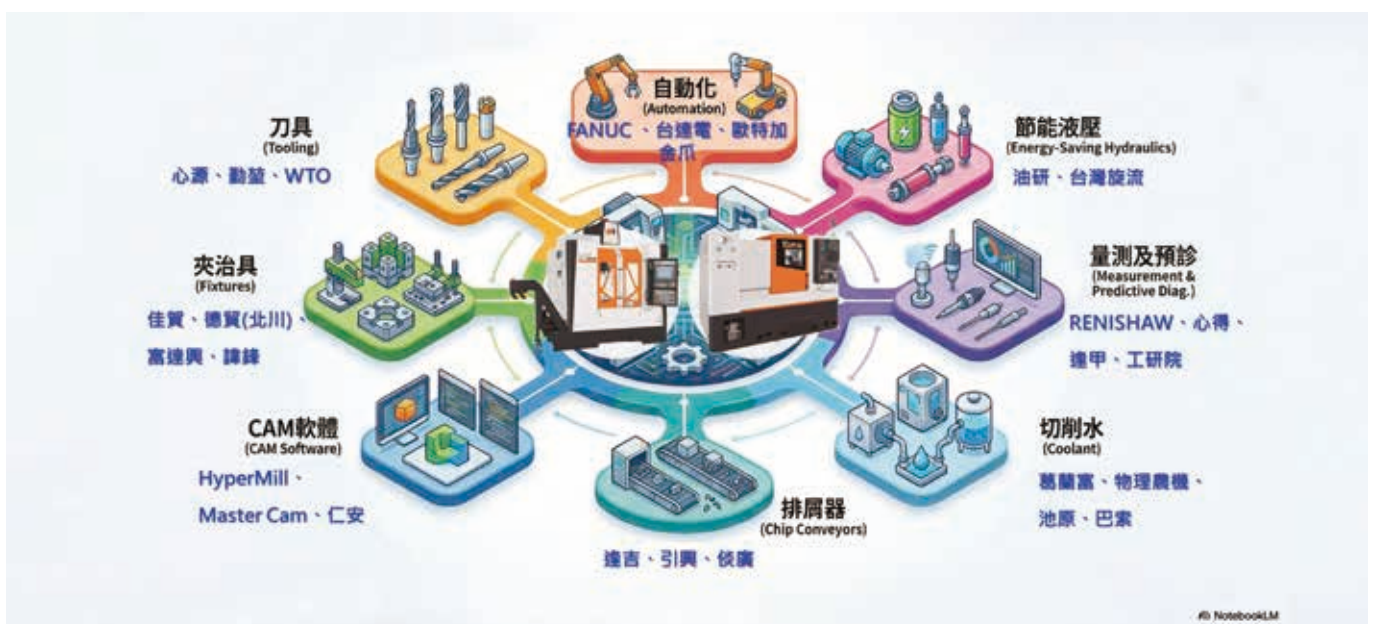 自動化
(Automation)
FANUC、台達電、歐特加
金爪
刀具
(Tooling)
心源、勤堃、WTO
節能液壓
(Energy-Saving Hydraulics)
油研、台灣旋流
夾治具
(Fixtures)
佳賀、德貿(北川)、
富達興、諱鋒
量測及預診
(Measurement &
Predictive Diag.)
RENISHAW、心得、
達甲、工研院
CAM軟體
(CAM Software)
HyperMill、
Master Cam、仁安
切削水
(Coolant)
葛蘭富、物理農機、
池原、巴索
排屑器
(Chip Conveyors)
逢吉、引興、倓廣
NotebookLM